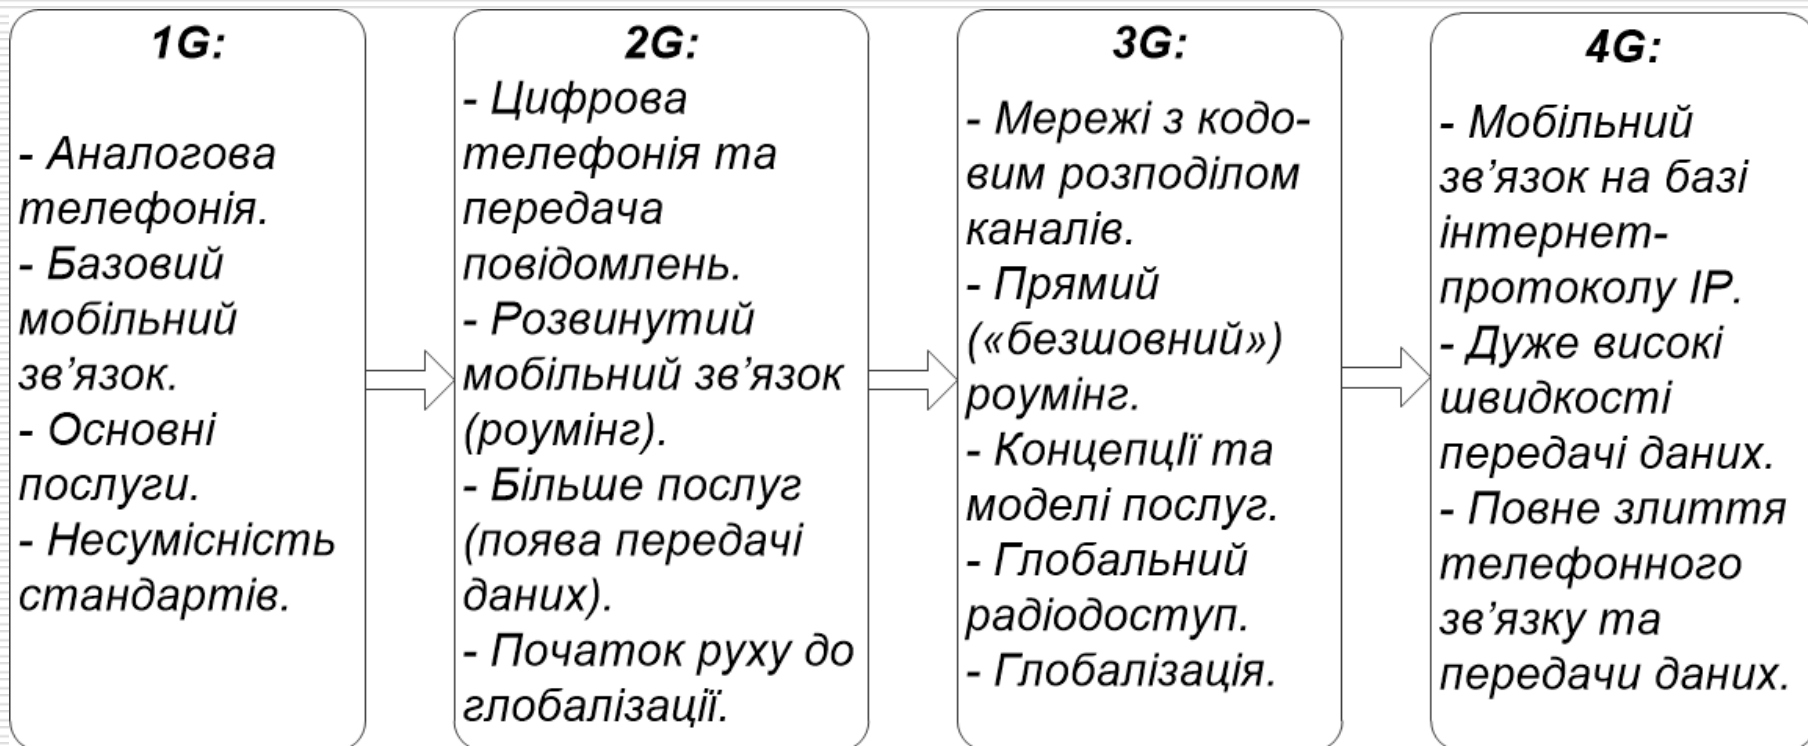 1G:
- Аналогова
телефонія.
- Базовий
мобільний
зв’язок.
- Основні
послуги.
- Несумісність
стандартів.
2G:
- Цифрова
телефонія та
передача
повідомлень.
- Розвинутий
мобільний зв’язок
(роумінг).
- Більше послуг
(поява передачі
даних).
- Початок руху до
глобалізації.
3G:
- Мережі з кодо-
вим розподілом
каналів.
- Прямий
(«безшовний»)
роумінг.
- КонцепцІї та
моделі послуг.
- Глобальний
радіодоступ.
- Глобалізація.
4G:
- Мобільний
зв’язок на базі
інтернет-
протоколу IP.
- Дуже високі
швидкості
передачі даних.
- Повне злиття
телефонного
зв’язку та
передачи даних.